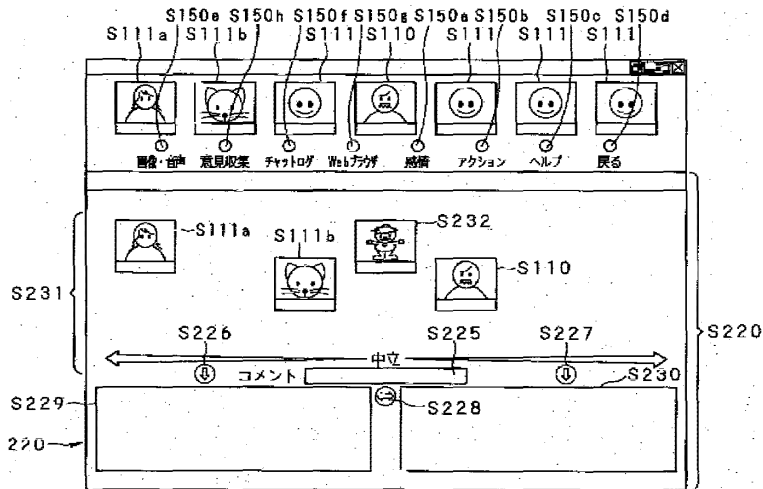 S150e S150h S150f S150g S150a S150b S150c S150d
S111a S111b S111 S110 S111 S111 S111
画像・音声 意見収集 チャットログ Webブラウザ 感情 アクション ヘルプ 戻る
S111a S232
S111b S110
S231 S220
S226 S225 S227
中立
コメント S230
S229 S228
220